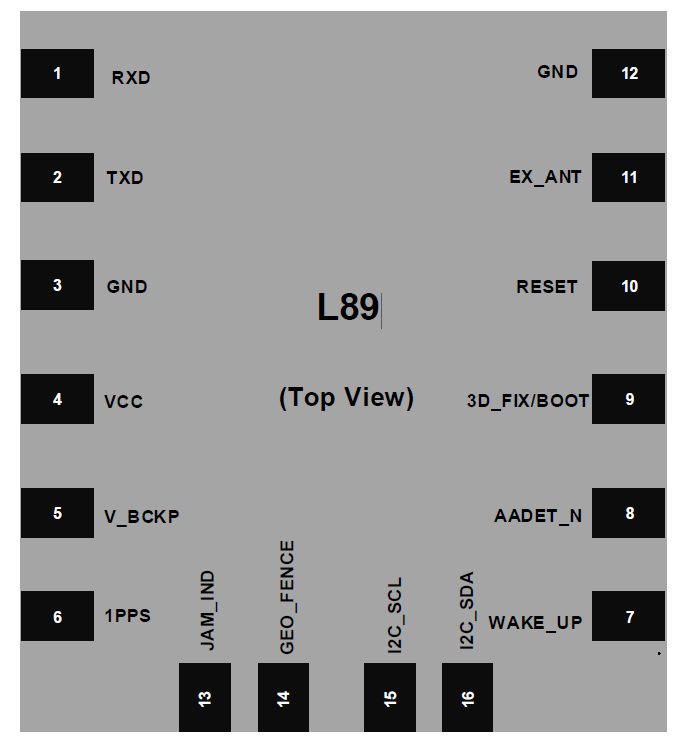 1 RXD GND 12
2 TXD EX_ANT 11
3 GND RESET 10
L89
(Top View)
4 VCC 3D_FIX/BOOT 9
5 V_BCKP AADET_N 8
6 1PPS WAKE_UP 7
JAM_IND GEO_FENCE I2C_SCL I2C_SDA
13 14 15 16